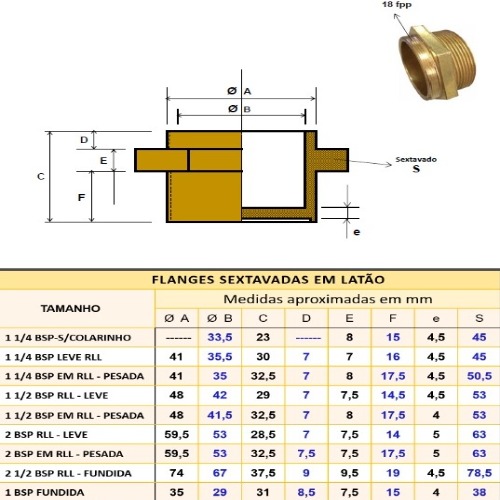 18 fpp
Ø A
Ø B
D
E
C
F
Sextavado
S
e
FLANGES SEXTAVADAS EM LATÃO
TAMANHO Medidas aproximadas em mm
Ø A Ø B C D E F e S
1 1/4 BSP-S/COLARINHO ------ 33,5 23 ------ 8 15 4,5 45
1 1/4 BSP LEVE RLL 41 35,5 30 7 7 16 4,5 45
1 1/4 BSP EM RLL - PESADA 41 35 32,5 7 8 17,5 4,5 50,5
1 1/2 BSP RLL - LEVE 48 42 29 7 7,5 14,5 4,5 53
1 1/2 BSP EM RLL - PESADA 48 41,5 32,5 7 8 17,5 4 53
2 BSP RLL - LEVE 59,5 53 28,5 7 7,5 14 5 63
2 BSP EM RLL - PESADA 59,5 53 32,5 7,5 7,5 17,5 5 63
2 1/2 BSP RLL - FUNDIDA 74 67 37,5 9 9,5 19 4,5 78,5
1 BSP FUNDIDA 35 29 31 8,5 7,5 15 4 38